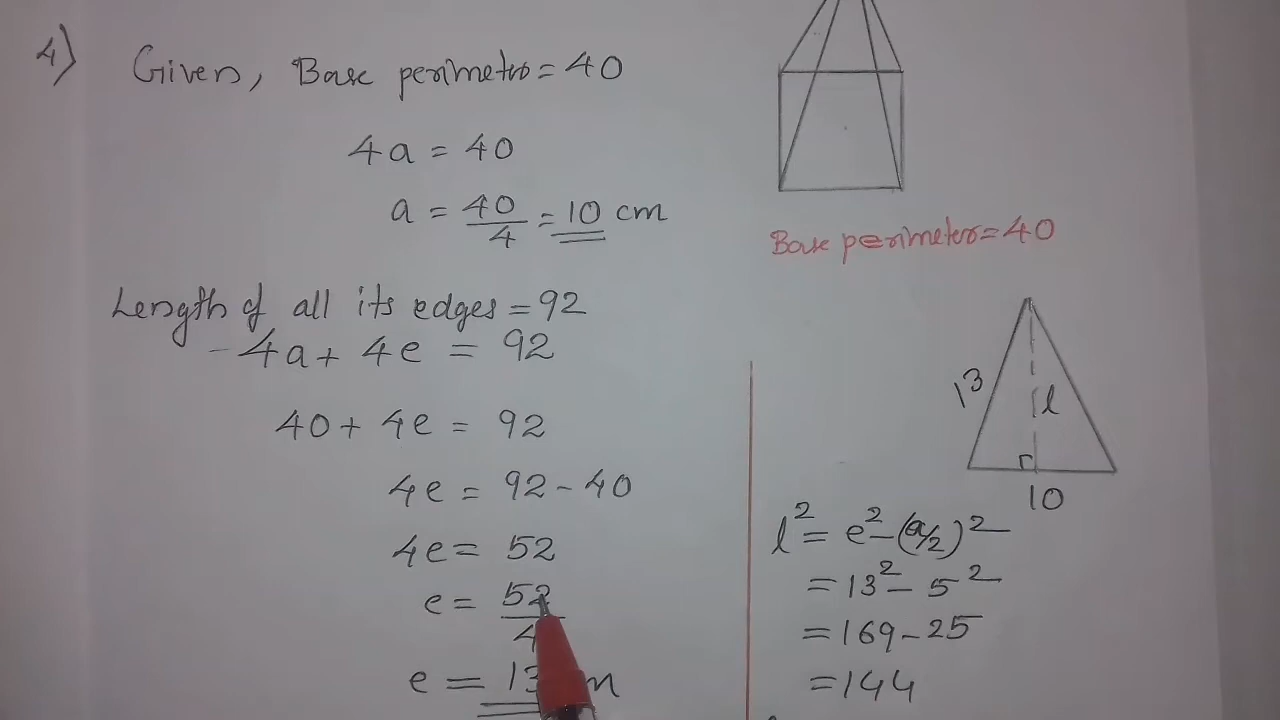 4) Given, Base perimeter = 40
4a = 40
a = 40/4 = 10 cm
Length of all its edges = 92
4a + 4e = 92
40 + 4e = 92
4e = 92 - 40
4e = 52
e = 52/4
e = 13
Base perimeter = 40
13
l
10
l² = e² - (a/2)²
= 13² - 5²
= 169 - 25
= 144